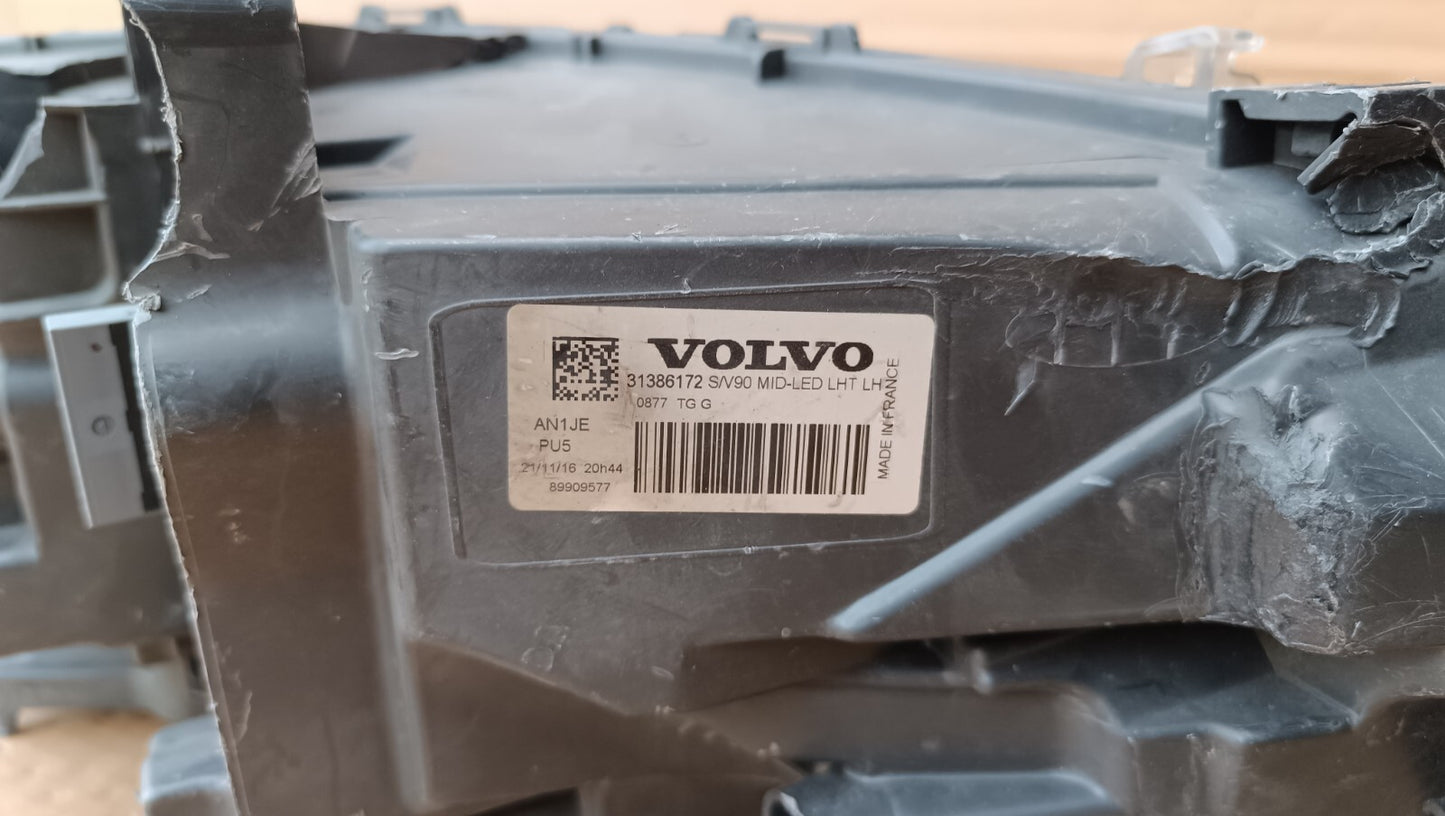 VOLVO
31386172 S/V90 MID-LED LHT LH
0877 TG G
AN1JE
PU5
21/11/16 20h44
89909577
MADE IN FRANCE